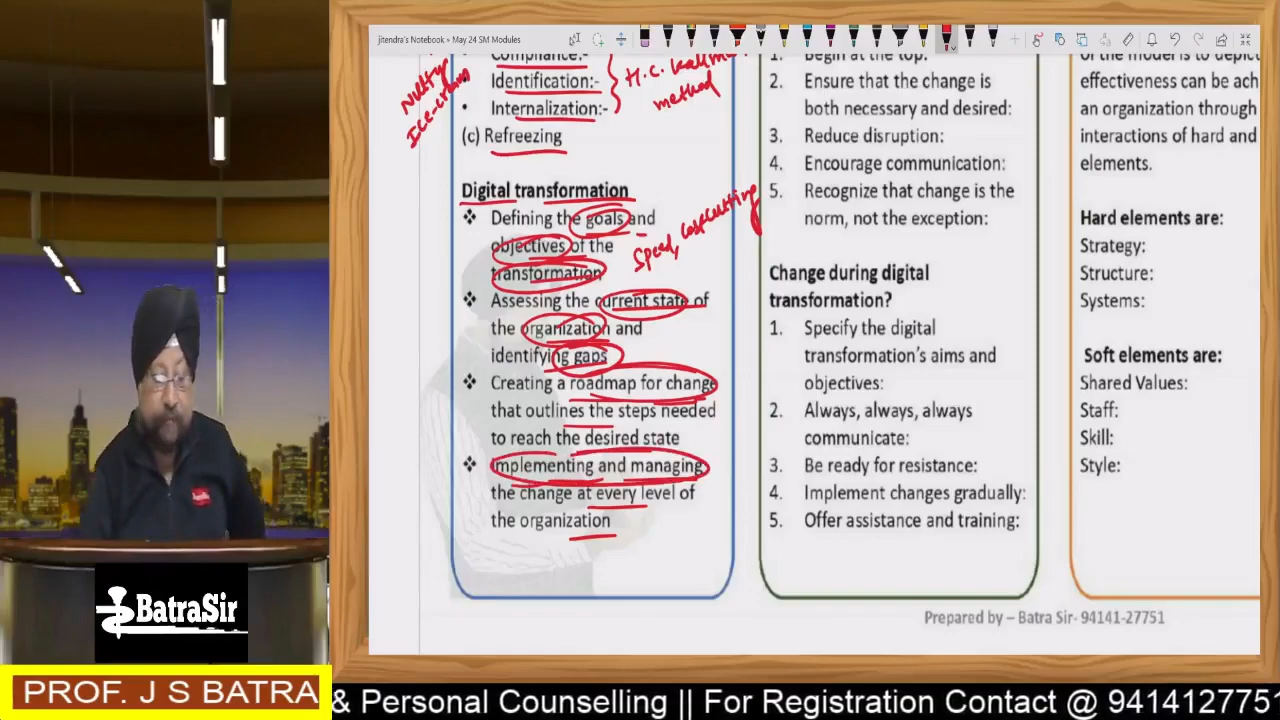 jitendra's Notebook » May 24 SM Modules
Compliance:-
• Identification:-
• Internalization:-
H.C. 
method
Ice-cream
(c) Refreezing
Digital transformation
❖ Defining the goals and
objectives of the
transformation
Speed, Costcutting
❖ Assessing the current state of
the organization and
identifying gaps
❖ Creating a roadmap for change
that outlines the steps needed
to reach the desired state
❖ Implementing and managing
the change at every level of
the organization
1. Begin at the top:
2. Ensure that the change is
both necessary and desired:
3. Reduce disruption:
4. Encourage communication:
5. Recognize that change is the
norm, not the exception:
Change during digital
transformation?
1. Specify the digital
transformation's aims and
objectives:
2. Always, always, always
communicate:
3. Be ready for resistance:
4. Implement changes gradually:
5. Offer assistance and training:
of the model is to depict
effectiveness can be ach
an organization through
interactions of hard and
elements.
Hard elements are:
Strategy:
Structure:
Systems:
Soft elements are:
Shared Values:
Staff:
Skill:
Style:
Prepared by – Batra Sir- 94141-27751
BatraSir
PROF. J S BATRA
& Personal Counselling || For Registration Contact @ 9414127751